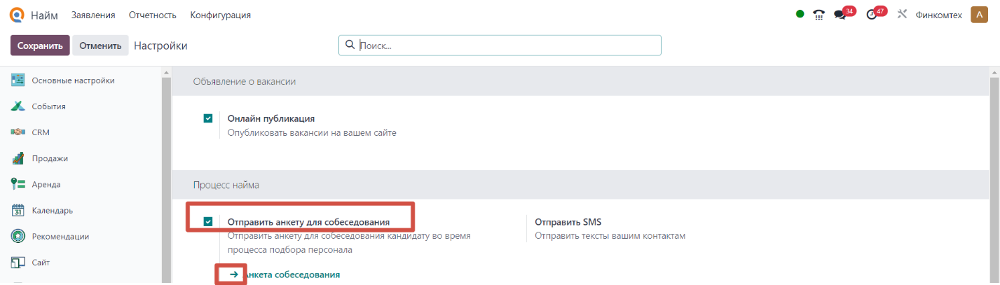 Найм Заявления Отчетность Конфигурация 34 47 Финкомтех А
Сохранить Отменить Настройки Поиск...
Основные настройки
События
CRM
Продажи
Аренда
31 Календарь
Рекомендации
Сайт
Объявление о вакансии
Онлайн публикация
Опубликовать вакансии на вашем сайте
Процесс найма
Отправить анкету для собеседования
Отправить анкету для собеседования кандидату во время
процесса подбора персонала
→ Анкета собеседования
Отправить SMS
Отправить тексты вашим контактам